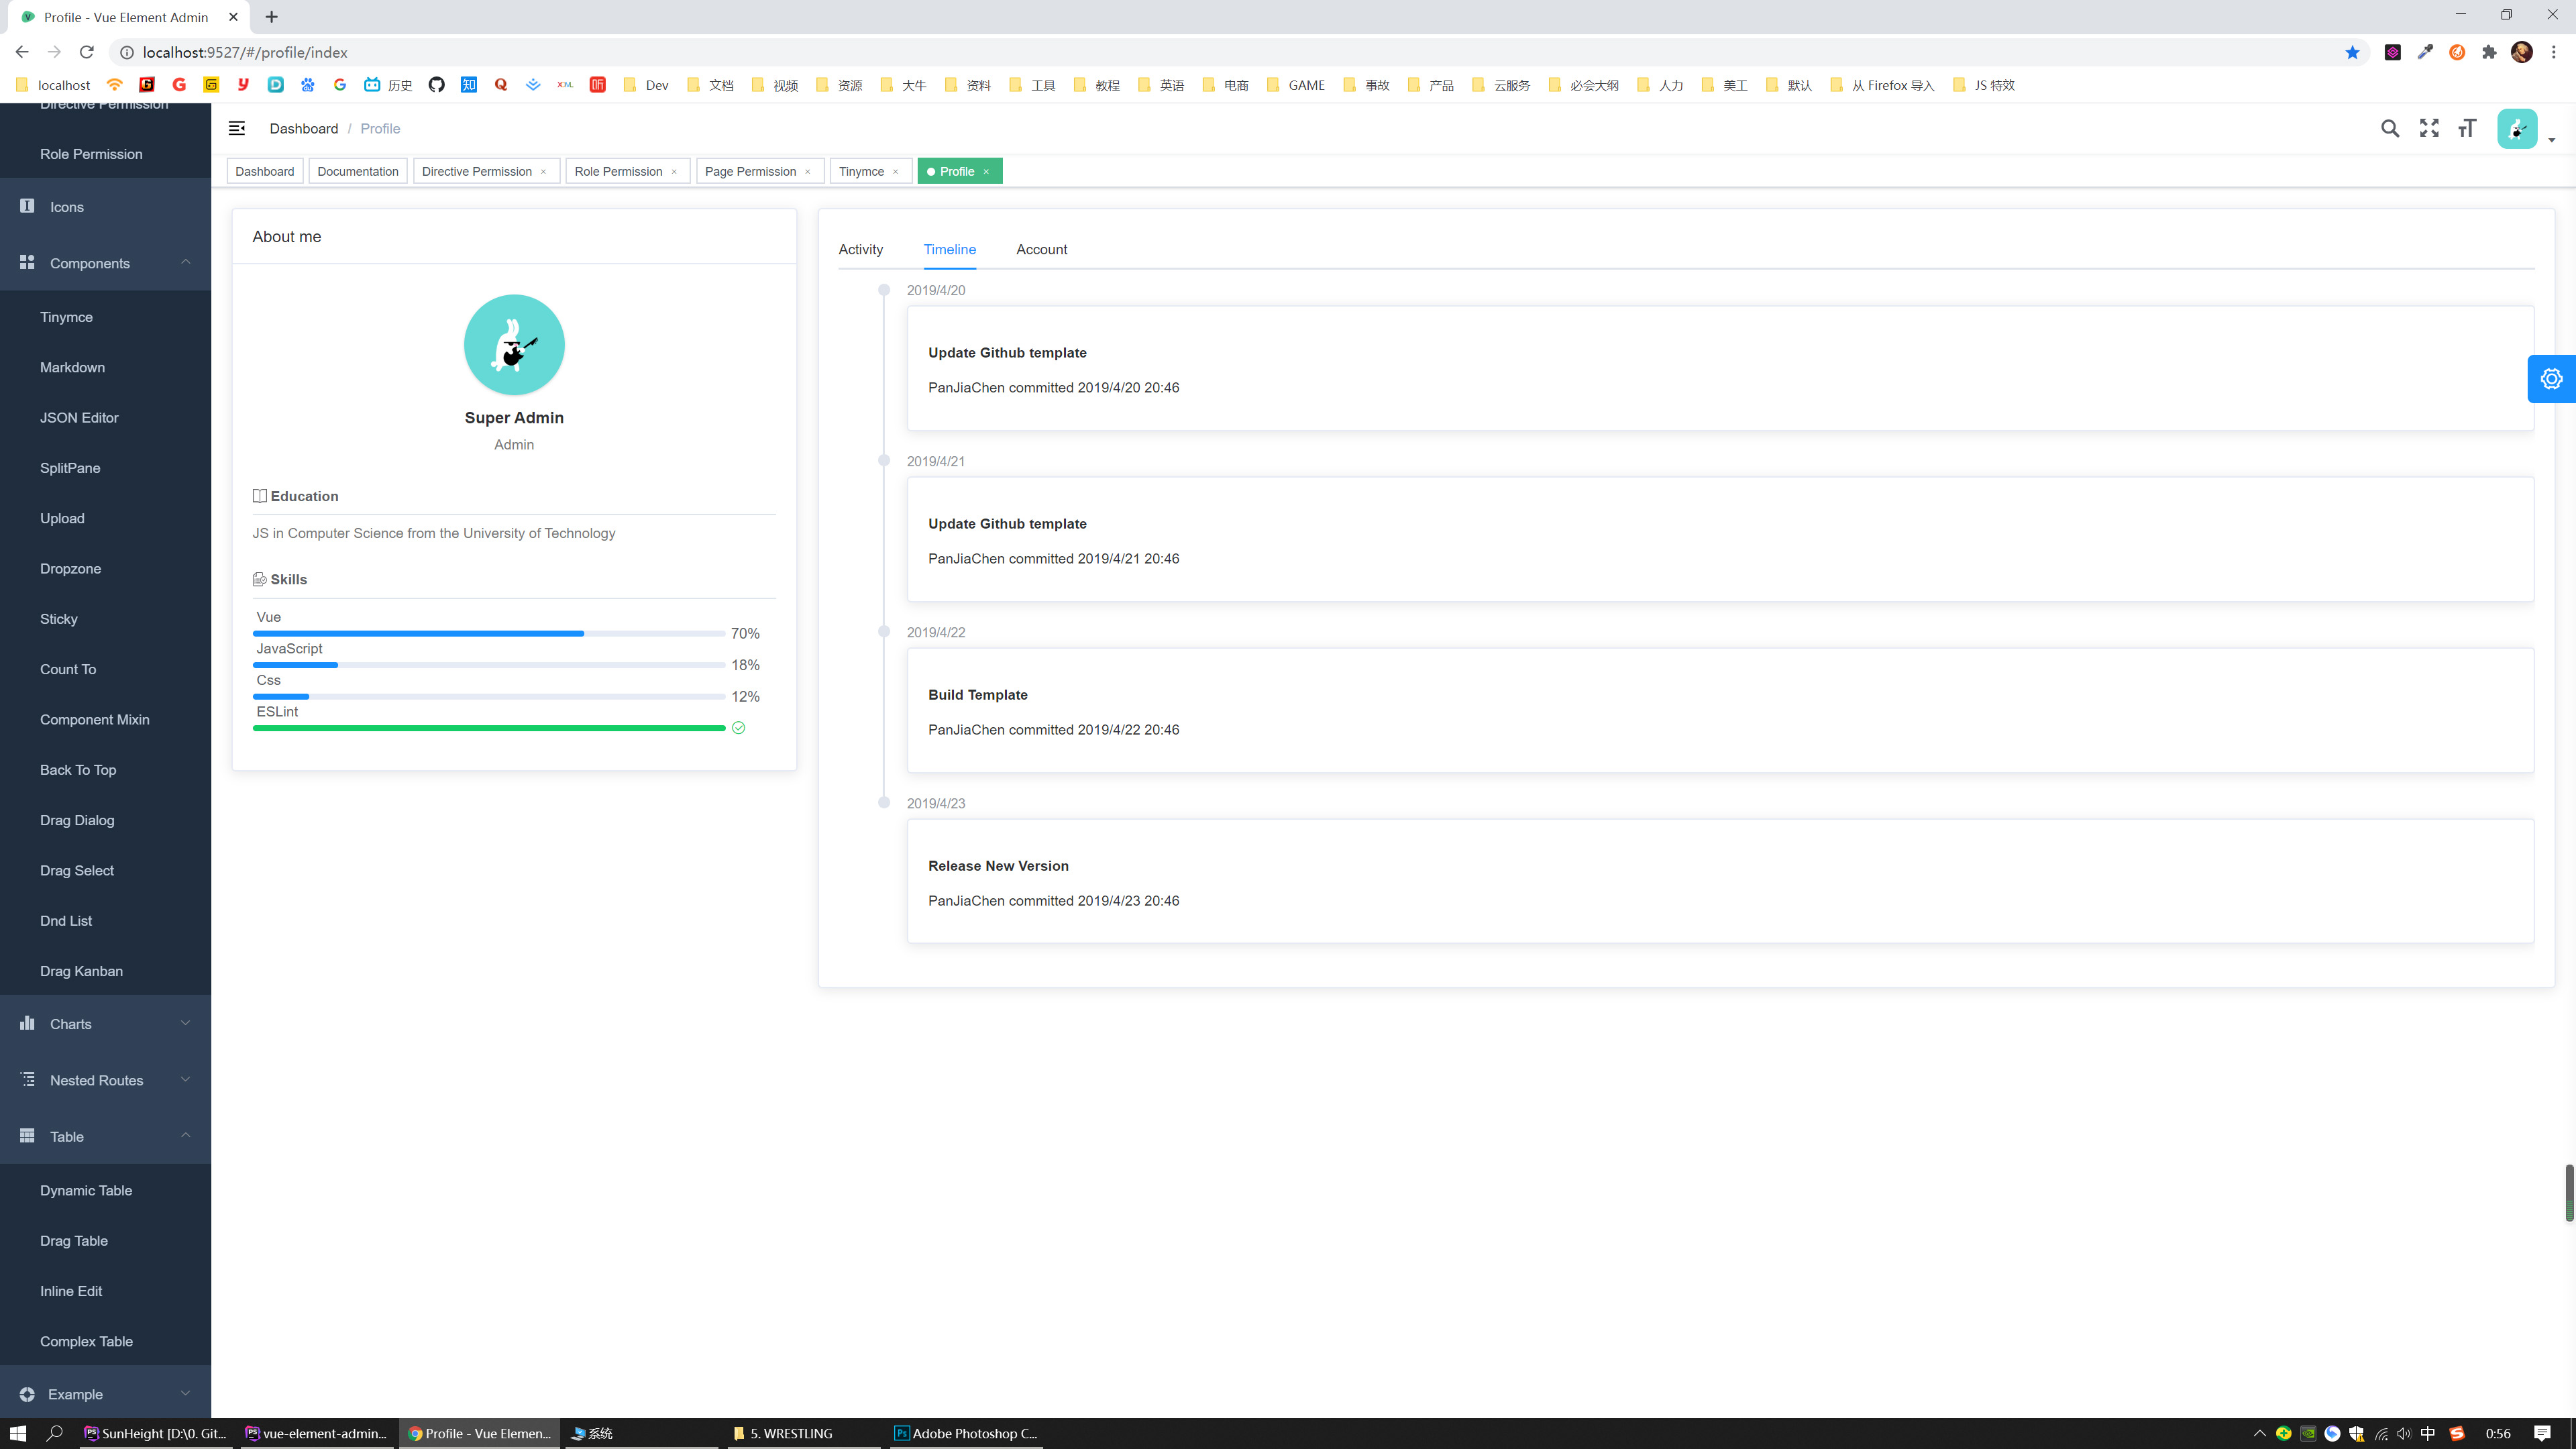 Profile - Vue Element Admin
localhost:9527/#/profile/index
localhost
历史
知
Dev
文档
视频
资源
大牛
资料
工具
教程
英语
电商
GAME
事故
产品
云服务
必会大纲
人力
美工
默认
从 Firefox 导入
JS 特效
Directive Permission
Role Permission
Icons
Components
Tinymce
Markdown
JSON Editor
SplitPane
Upload
Dropzone
Sticky
Count To
Component Mixin
Back To Top
Drag Dialog
Drag Select
Dnd List
Drag Kanban
Charts
Nested Routes
Table
Dynamic Table
Drag Table
Inline Edit
Complex Table
Example
Dashboard / Profile
Dashboard
Documentation
Directive Permission ×
Role Permission ×
Page Permission ×
Tinymce ×
Profile ×
About me
Super Admin
Admin
Education
JS in Computer Science from the University of Technology
Skills
Vue
70%
JavaScript
18%
Css
12%
ESLint
Activity
Timeline
Account
2019/4/20
Update Github template
PanJiaChen committed 2019/4/20 20:46
2019/4/21
Update Github template
PanJiaChen committed 2019/4/21 20:46
2019/4/22
Build Template
PanJiaChen committed 2019/4/22 20:46
2019/4/23
Release New Version
PanJiaChen committed 2019/4/23 20:46
SunHeight [D:\0. Git...
vue-element-admin...
Profile - Vue Elemen...
系统
5. WRESTLING
Adobe Photoshop C...
中
0:56